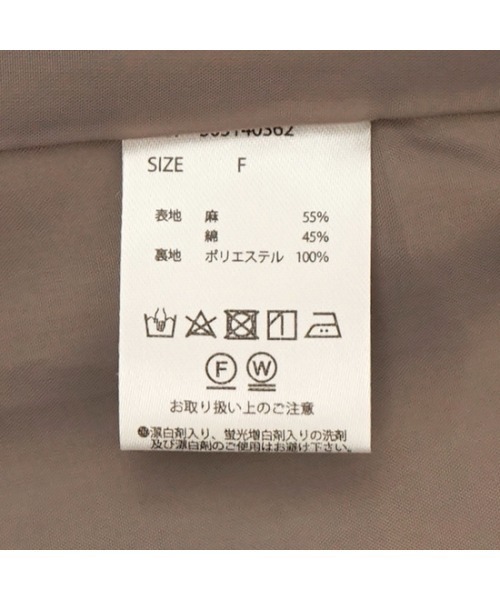 SIZE F
表地 麻 55%
綿 45%
裏地 ポリエステル 100%
F W
お取り扱い上のご注意
※漂白剤入り、蛍光増白剤入りの洗剤
及び漂白剤のご使用はお避け下さい。